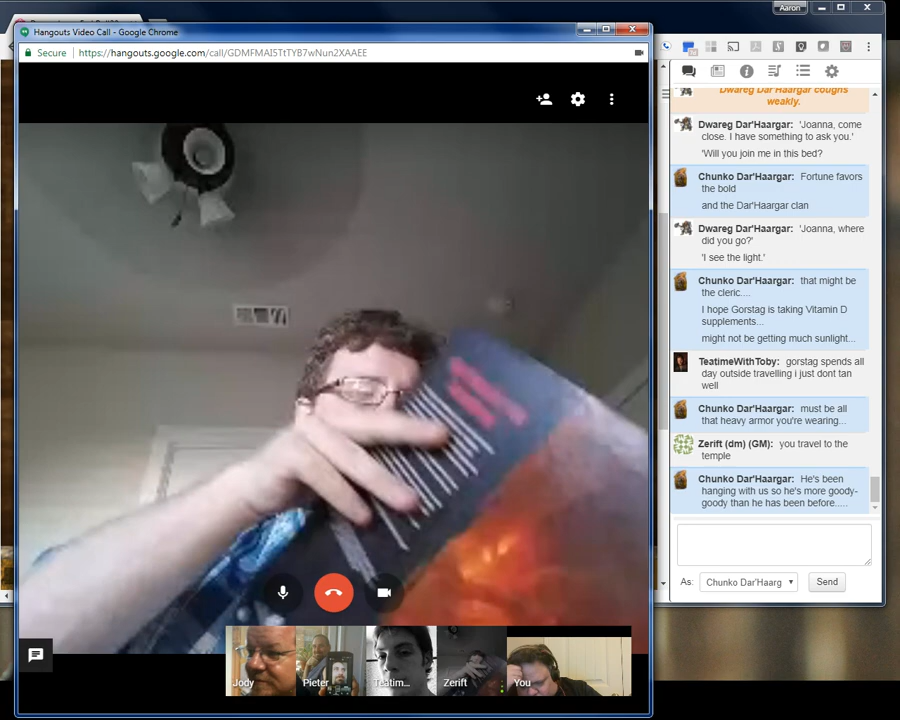 Aaron
Hangouts Video Call - Google Chrome
Secure
https://hangouts.google.com/call/GDMFMAI5TtTYB7wNun2XAAEE
Dwareg Dar'Haargar coughs
weakly.
Dwareg Dar'Haargar: 'Joanna, come
close. I have something to ask you.'
'Will you join me in this bed?
Chunko Dar'Haargar: Fortune favors
the bold
and the Dar'Haargar clan
Dwareg Dar'Haargar: 'Joanna, where
did you go?'
'I see the light.'
Chunko Dar'Haargar: that might be
the cleric....
I hope Gorstag is taking Vitamin D
supplements...
might not be getting much sunlight...
TeatimeWithToby: gorstag spends all
day outside travelling i just dont tan
well
Chunko Dar'Haargar: must be all
that heavy armor you're wearing...
Zerift (dm) (GM): you travel to the
temple
Chunko Dar'Haargar: He's been
hanging with us so he's more goody-
goody than he has been before.....
As:
Chunko Dar'Haarg
Send
Jody
Pieter
Teatim...
Zerift
You